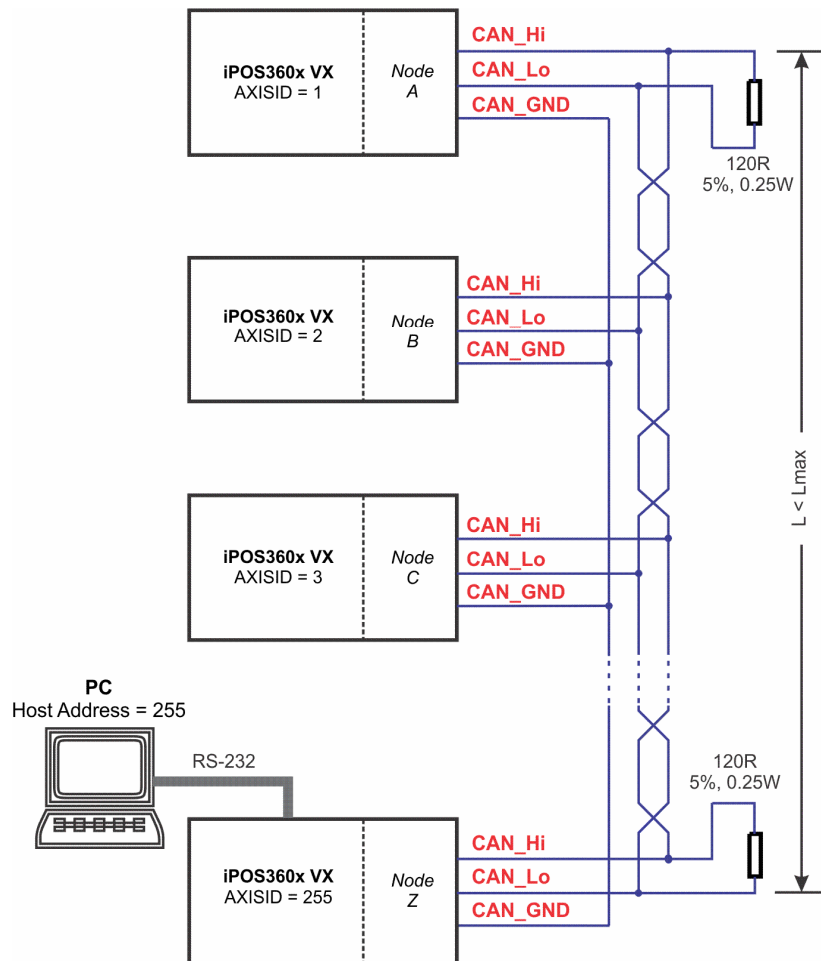 iPOS360x VX
AXISID = 1
Node
A
CAN_Hi
CAN_Lo
CAN_GND
120R
5%, 0.25W
iPOS360x VX
AXISID = 2
Node
B
CAN_Hi
CAN_Lo
CAN_GND
L < Lmax
iPOS360x VX
AXISID = 3
Node
C
CAN_Hi
CAN_Lo
CAN_GND
PC
Host Address = 255
RS-232
120R
5%, 0.25W
iPOS360x VX
AXISID = 255
Node
Z
CAN_Hi
CAN_Lo
CAN_GND